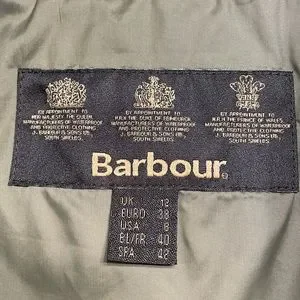 BY APPOINTMENT TO
HER MAJESTY THE QUEEN
MANUFACTURERS OF WATERPROOF
AND PROTECTIVE CLOTHING
J. BARBOUR & SONS LTD
SOUTH SHIELDS
BY APPOINTMENT TO
H.R.H. THE DUKE OF EDINBURGH
MANUFACTURERS OF WATERPROOF
AND PROTECTIVE CLOTHING
J. BARBOUR & SONS LTD
SOUTH SHIELDS
BY APPOINTMENT TO
H.R.H. THE PRINCE OF WALES
MANUFACTURERS OF WATERPROOF
AND PROTECTIVE CLOTHING
J. BARBOUR & SONS LTD
SOUTH SHIELDS
Barbour®
UK 12
EURO 38
USA 8
BL/FR 40
SPA 42